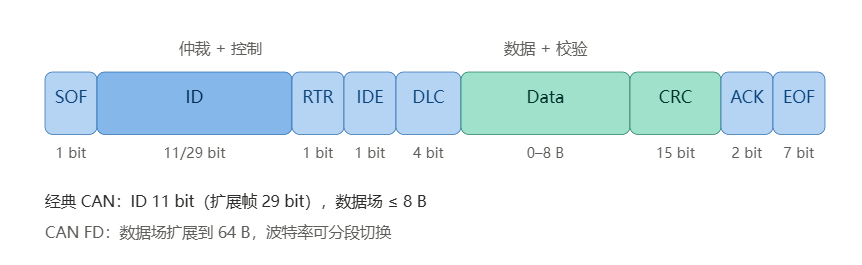 仲裁 + 控制 数据 + 校验
SOF ID RTR IDE DLC Data CRC ACK EOF
1 bit 11/29 bit 1 bit 1 bit 4 bit 0–8 B 15 bit 2 bit 7 bit
经典 CAN：ID 11 bit（扩展帧 29 bit），数据场 ≤ 8 B
CAN FD：数据场扩展到 64 B，波特率可分段切换